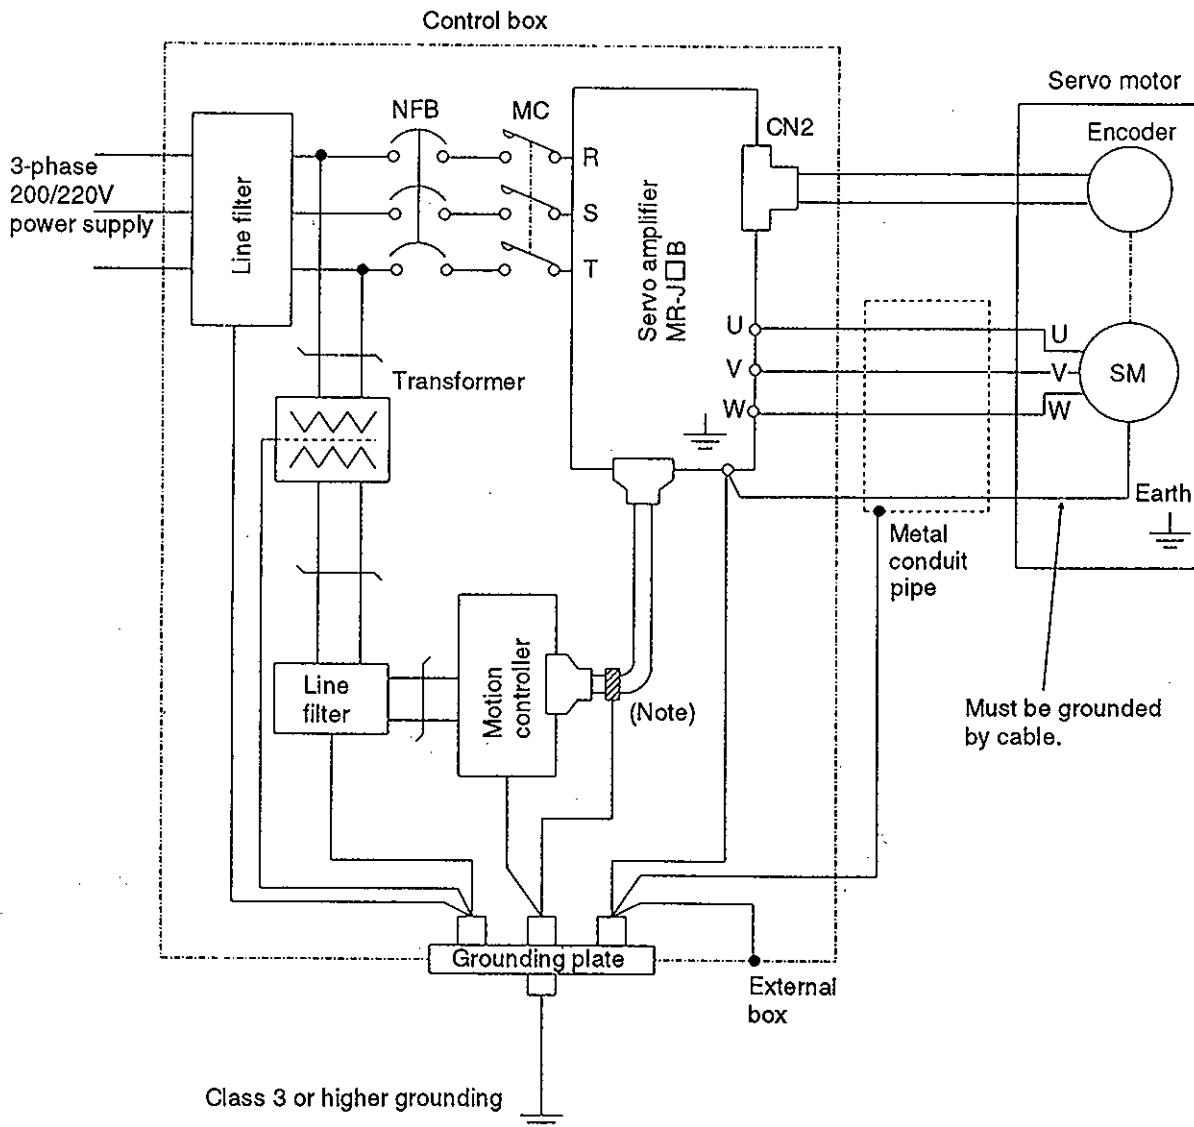 Control box
Servo motor
NFB
MC
CN2
Encoder
3-phase
200/220V
power supply
Line filter
R
S
T
Servo amplifier
MR-J□B
U
V
W
U
V
W
SM
Transformer
Earth
Metal
conduit
pipe
Line
filter
Motion
controller
(Note)
Must be grounded
by cable.
Grounding plate
External
box
Class 3 or higher grounding